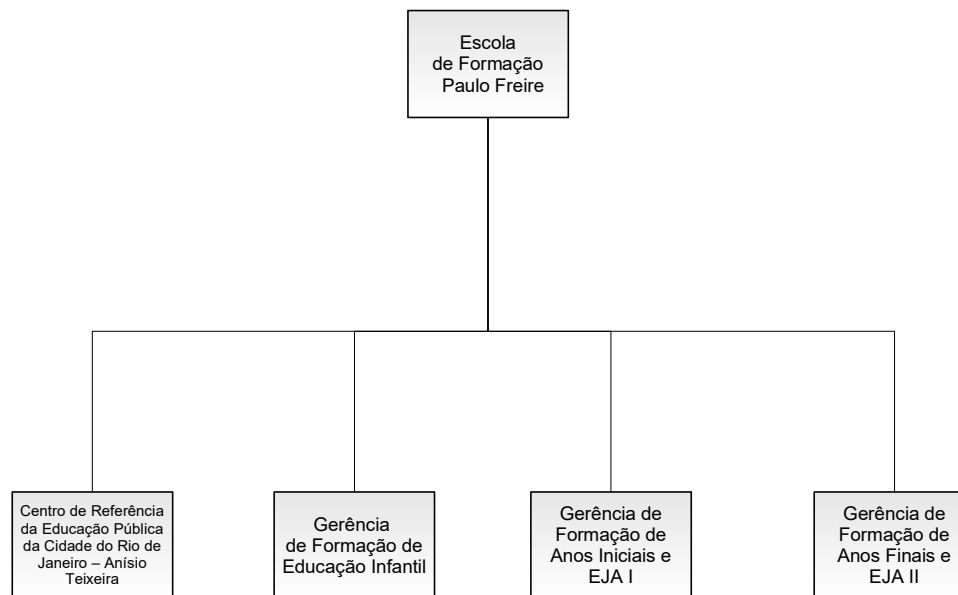 Escola
de Formação
Paulo Freire
Centro de Referência
da Educação Pública
da Cidade do Rio de
Janeiro – Anísio
Teixeira
Gerência
de Formação de
Educação Infantil
Gerência de
Formação de
Anos Iniciais e
EJA I
Gerência de
Formação de
Anos Finais e
EJA II